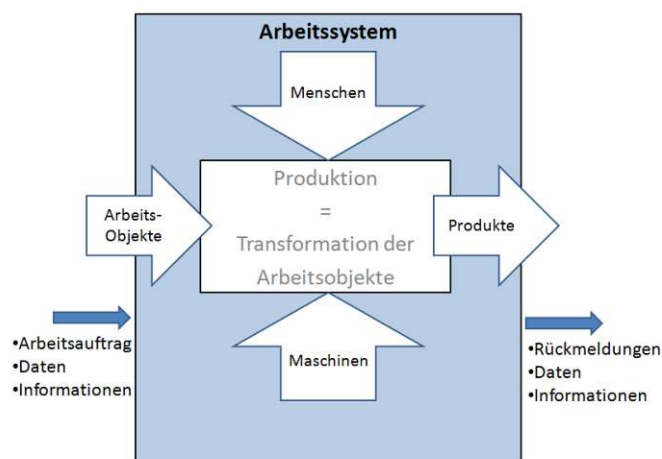 Arbeitssystem
Menschen
Arbeits-
Objekte
Produktion
=
Transformation der
Arbeitsobjekte
Produkte
Maschinen
•Arbeitsauftrag
•Daten
•Informationen
•Rückmeldungen
•Daten
•Informationen